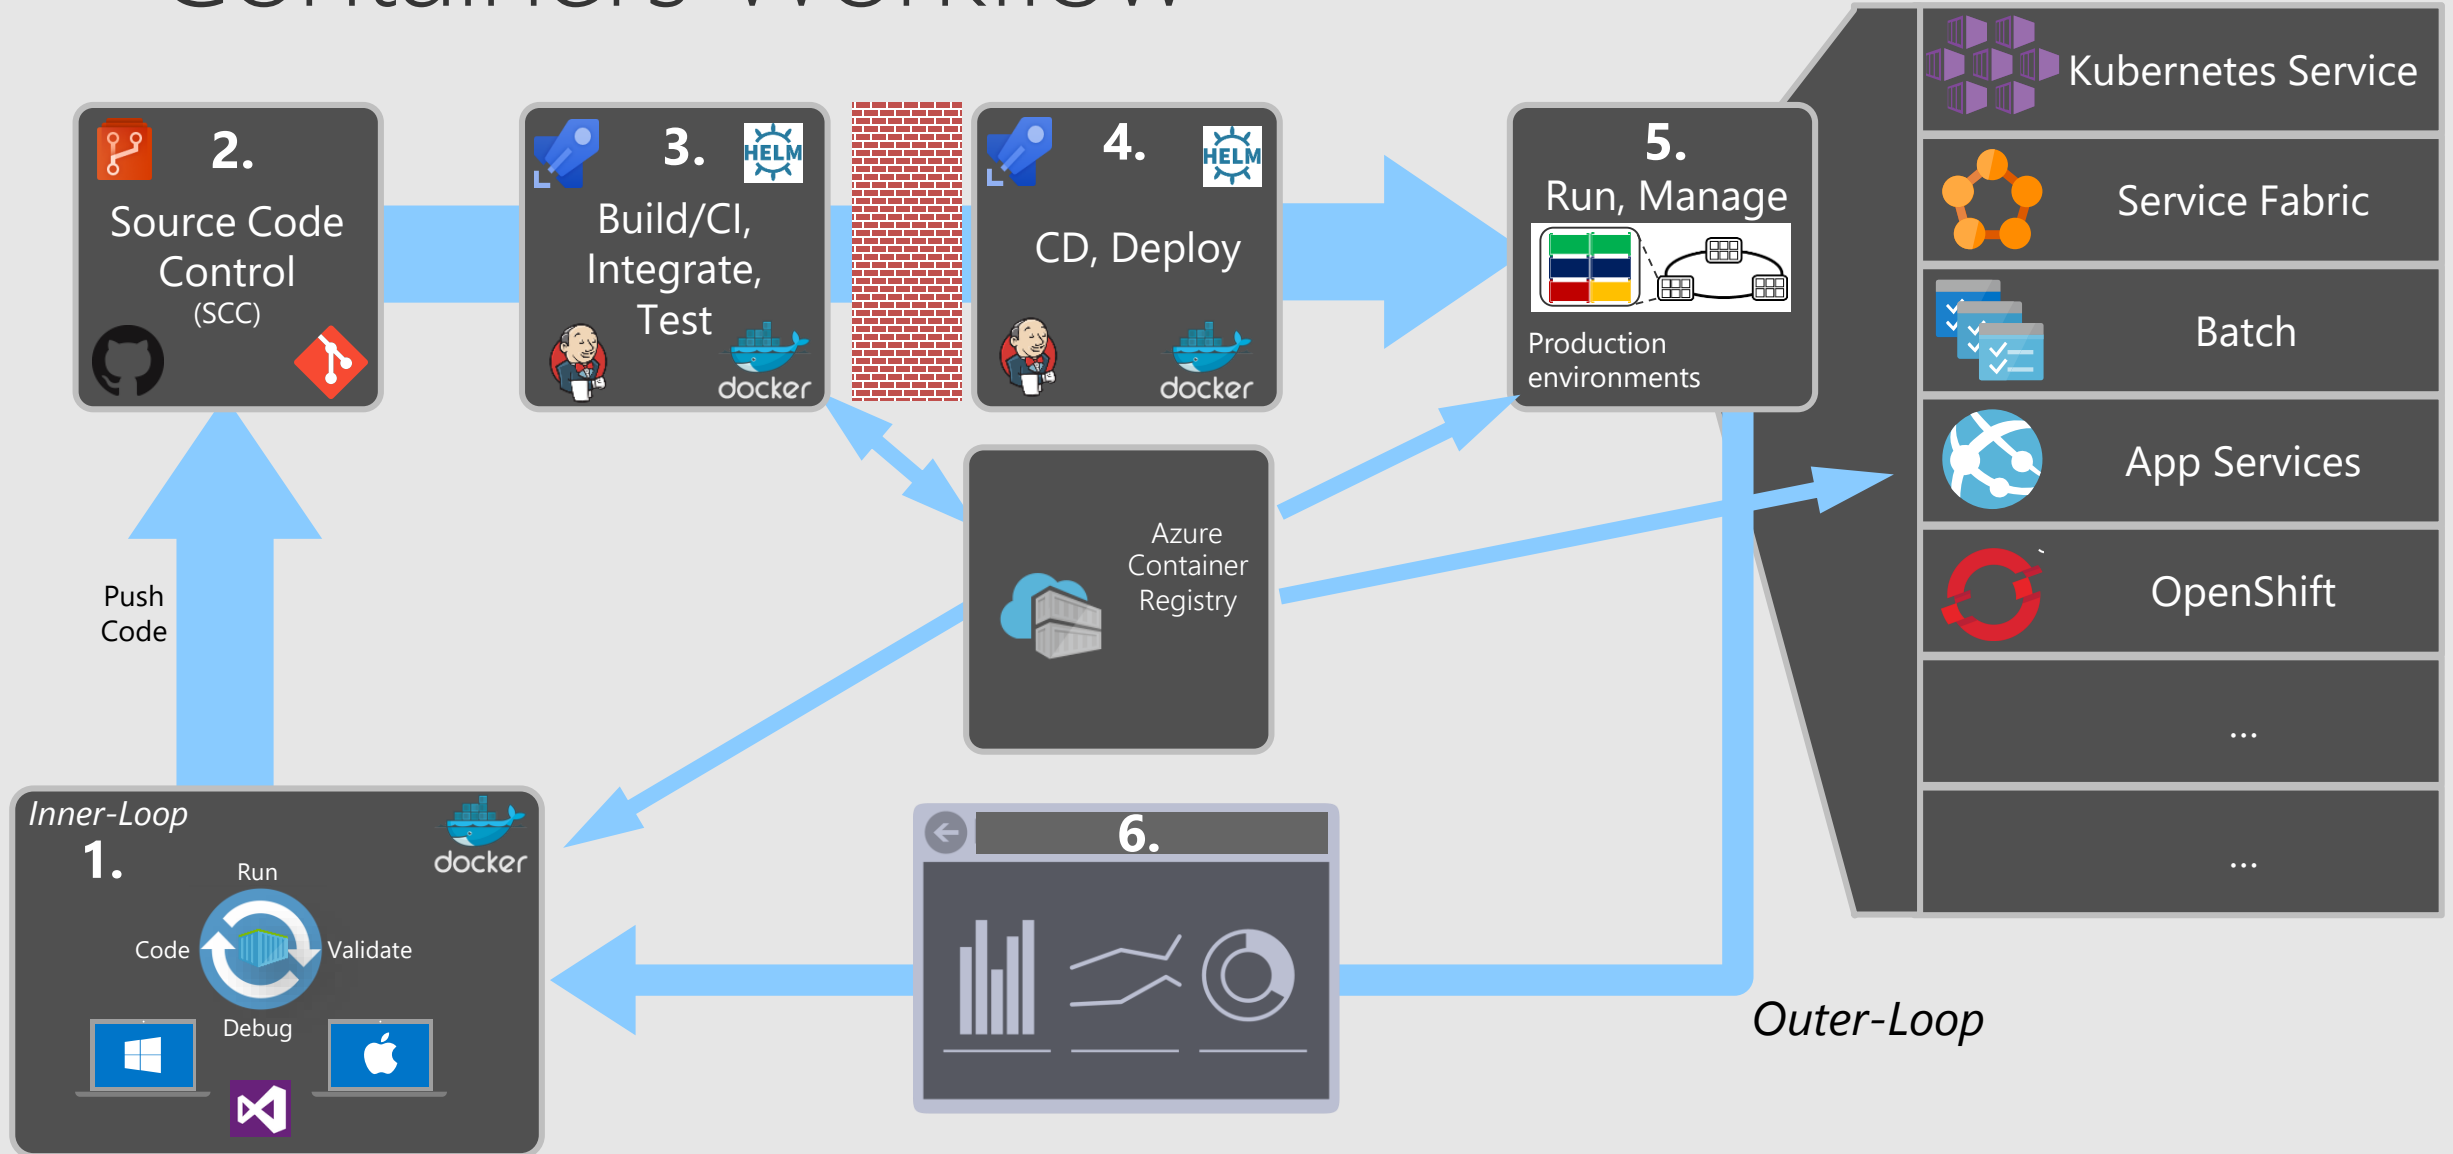 Containers Workflow
2.
Source Code
Control
(SCC)
3.
HELM
Build/CI,
Integrate,
Test
docker
4.
HELM
CD, Deploy
docker
5.
Run, Manage
Production
environments
Kubernetes Service
Service Fabric
Batch
App Services
OpenShift
...
...
Azure
Container
Registry
Push
Code
Inner-Loop
1.
docker
Run
Code
Validate
Debug
6.
Outer-Loop